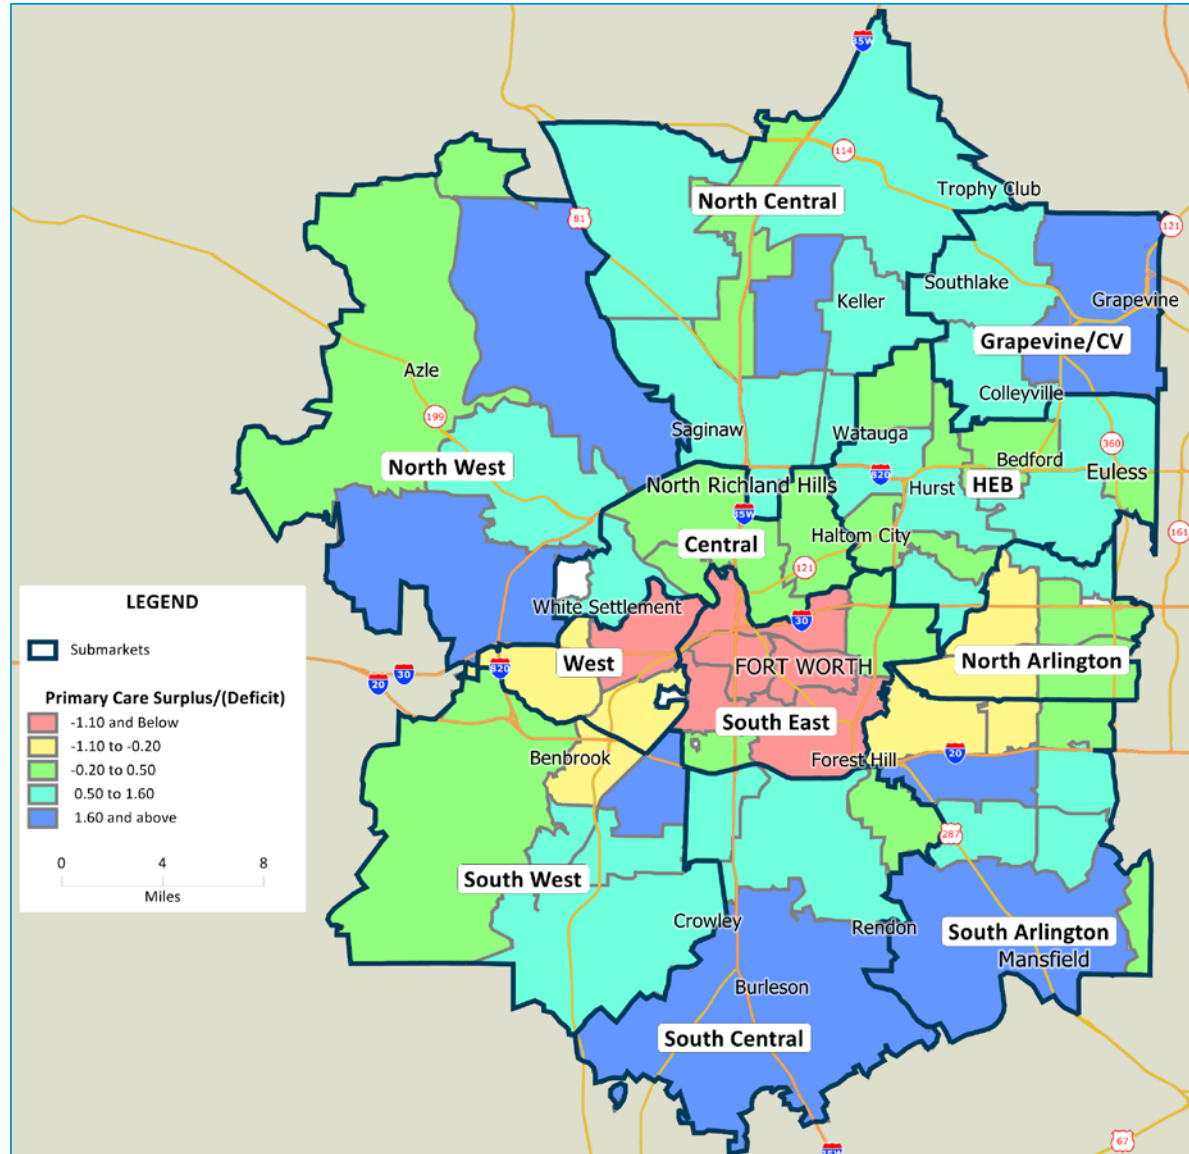 35W
114
North Central
Trophy Club
121
81
Southlake
Keller
Grapevine
Grapevine/CV
Azle
Colleyville
199
Saginaw
Watauga
360
Bedford
North West
820
Euless
North Richland Hills
Hurst
HEB
35W
Haltom City
161
Central
121
LEGEND
White Settlement
30
Submarkets
West
FORT WORTH
North Arlington
820
30
20
Primary Care Surplus/(Deficit)
-1.10 and Below
South East
-1.10 to -0.20
Benbrook
Forest Hill
20
-0.20 to 0.50
0.50 to 1.60
1.60 and above
287
0 4 8
Miles
South West
Crowley
Rendon
South Arlington
Mansfield
Burleson
South Central
67
35W